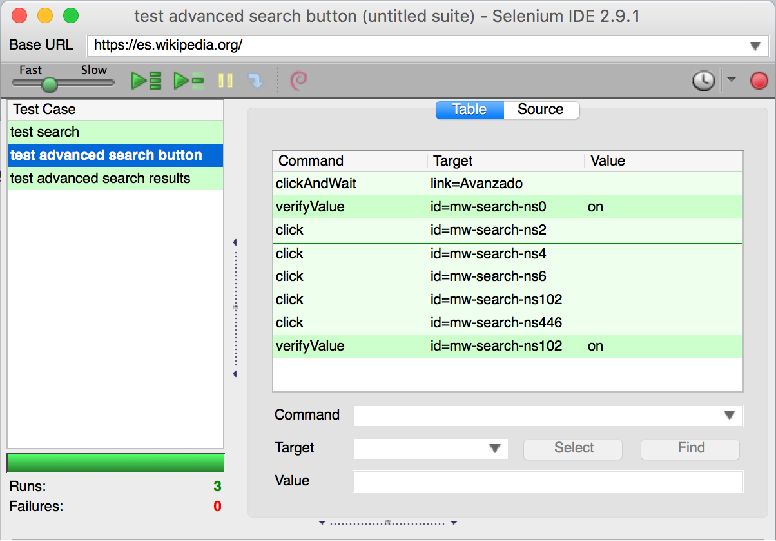 test advanced search button (untitled suite) - Selenium IDE 2.9.1
Base URL https://es.wikipedia.org/
Fast Slow
Test Case
test search
test advanced search button
test advanced search results
Runs: 3
Failures: 0
Table Source
Command Target Value
clickAndWait link=Avanzado
verifyValue id=mw-search-ns0 on
click id=mw-search-ns2
click id=mw-search-ns4
click id=mw-search-ns6
click id=mw-search-ns102
click id=mw-search-ns446
verifyValue id=mw-search-ns102 on
Command
Target Select Find
Value